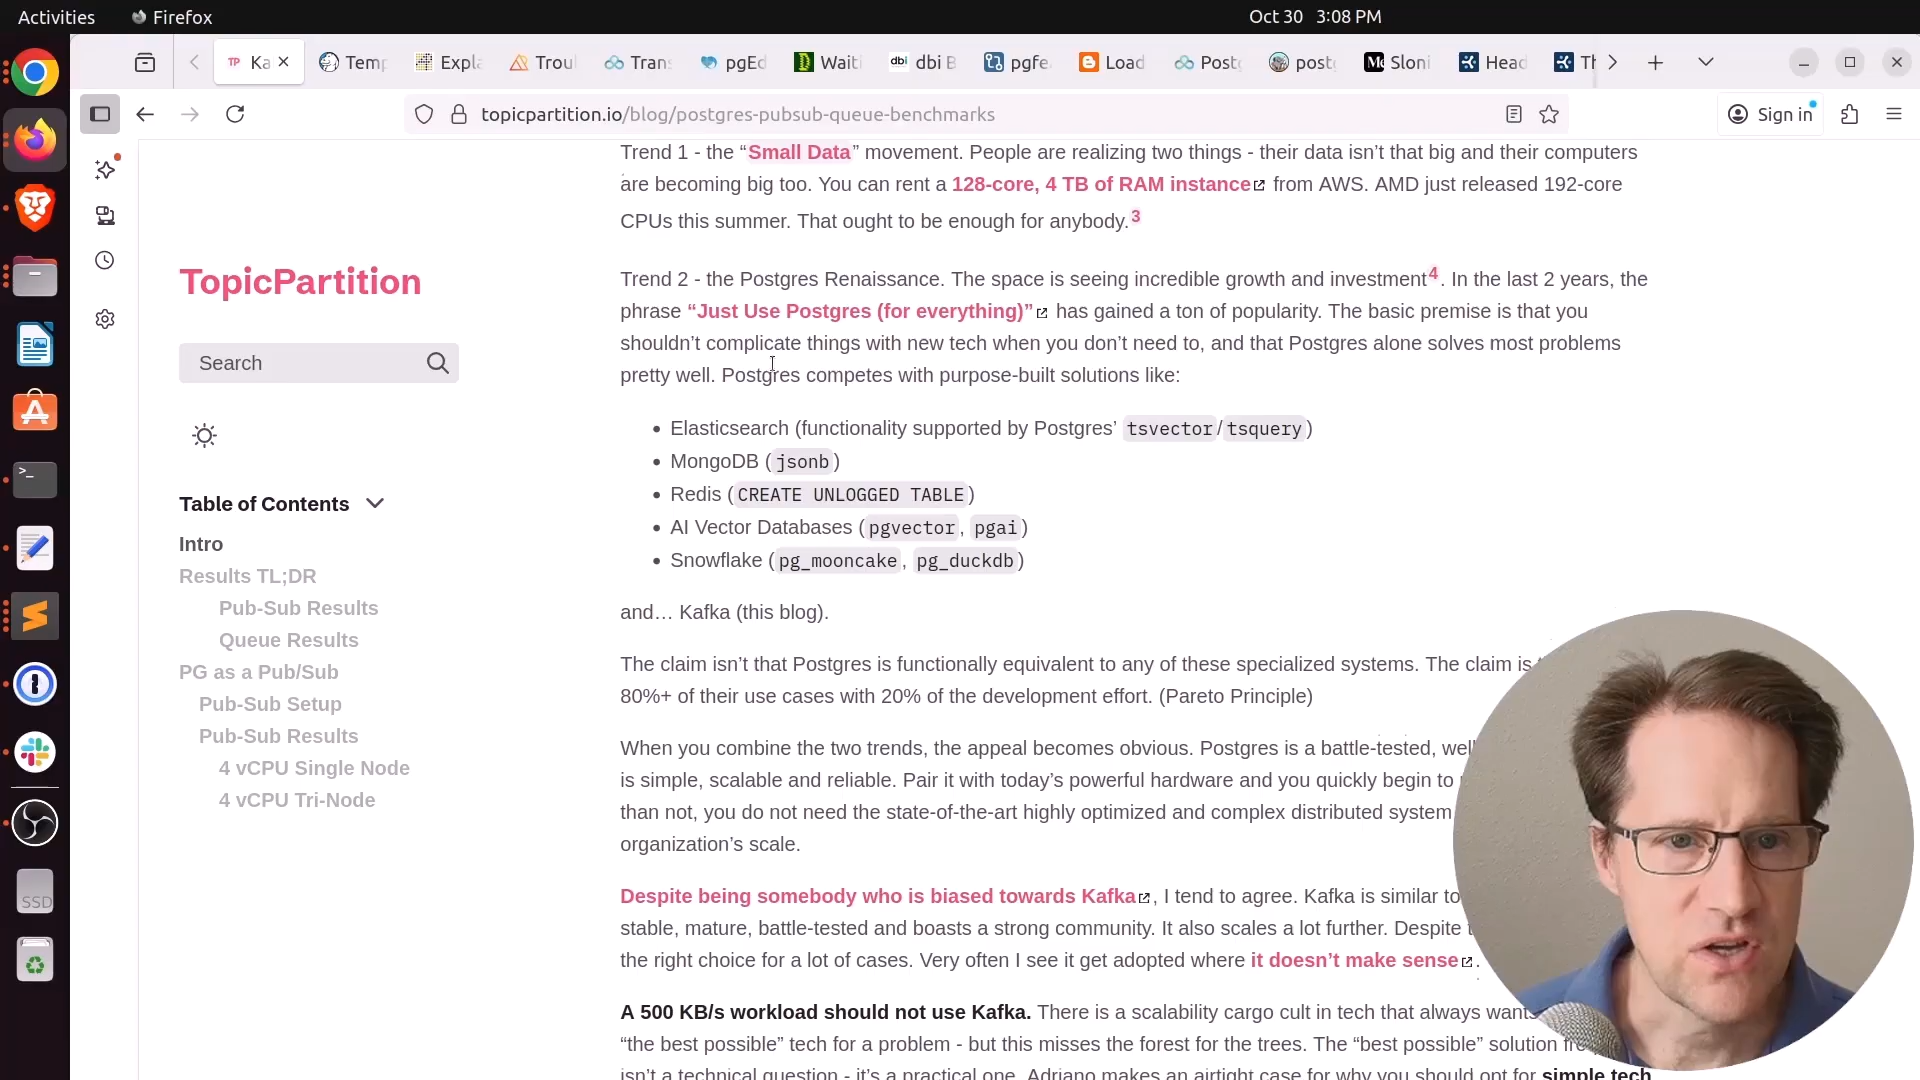 Activities
Firefox
Oct 30 3:08 PM
TP Ka
Temp
Expla
Troul
Trans
pgEd
D Waiti
dbi dbi B
pgfe
Load
Postg
postg
Sloni
Head
Th
topicpartition.io/blog/postgres-pubsub-queue-benchmarks
Sign in
Trend 1 - the “Small Data” movement. People are realizing two things - their data isn’t that big and their computers
are becoming big too. You can rent a 128-core, 4 TB of RAM instance from AWS. AMD just released 192-core
CPUs this summer. That ought to be enough for anybody.3
TopicPartition
Search
Table of Contents
Intro
Results TL;DR
Pub-Sub Results
Queue Results
PG as a Pub/Sub
Pub-Sub Setup
Pub-Sub Results
4 vCPU Single Node
4 vCPU Tri-Node
SSD
Trend 2 - the Postgres Renaissance. The space is seeing incredible growth and investment4. In the last 2 years, the
phrase “Just Use Postgres (for everything)” has gained a ton of popularity. The basic premise is that you
shouldn’t complicate things with new tech when you don’t need to, and that Postgres alone solves most problems
pretty well. Postgres competes with purpose-built solutions like:
• Elasticsearch (functionality supported by Postgres’ tsvector/tsquery)
• MongoDB (jsonb)
• Redis (CREATE UNLOGGED TABLE)
• AI Vector Databases (pgvector, pgai)
• Snowflake (pg_mooncake, pg_duckdb)
and… Kafka (this blog).
The claim isn’t that Postgres is functionally equivalent to any of these specialized systems. The claim is
80%+ of their use cases with 20% of the development effort. (Pareto Principle)
When you combine the two trends, the appeal becomes obvious. Postgres is a battle-tested, well
is simple, scalable and reliable. Pair it with today’s powerful hardware and you quickly begin to
than not, you do not need the state-of-the-art highly optimized and complex distributed system
organization’s scale.
Despite being somebody who is biased towards Kafka, I tend to agree. Kafka is similar to
stable, mature, battle-tested and boasts a strong community. It also scales a lot further. Despite
the right choice for a lot of cases. Very often I see it get adopted where it doesn’t make sense.
A 500 KB/s workload should not use Kafka. There is a scalability cargo cult in tech that always wants
“the best possible” tech for a problem - but this misses the forest for the trees. The “best possible” solution
isn’t a technical question - it’s a practical one. Adriano makes an airtight case for why you should opt for simple tech